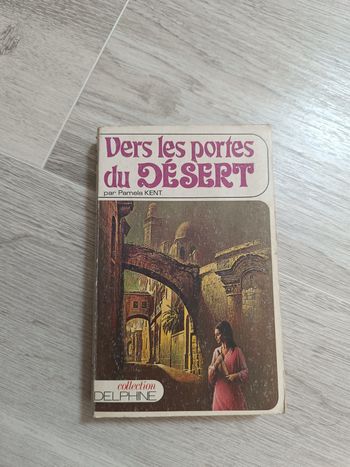 Vers les portes
du DÉSERT
par: Pamela KENT
collection
DELPHINE